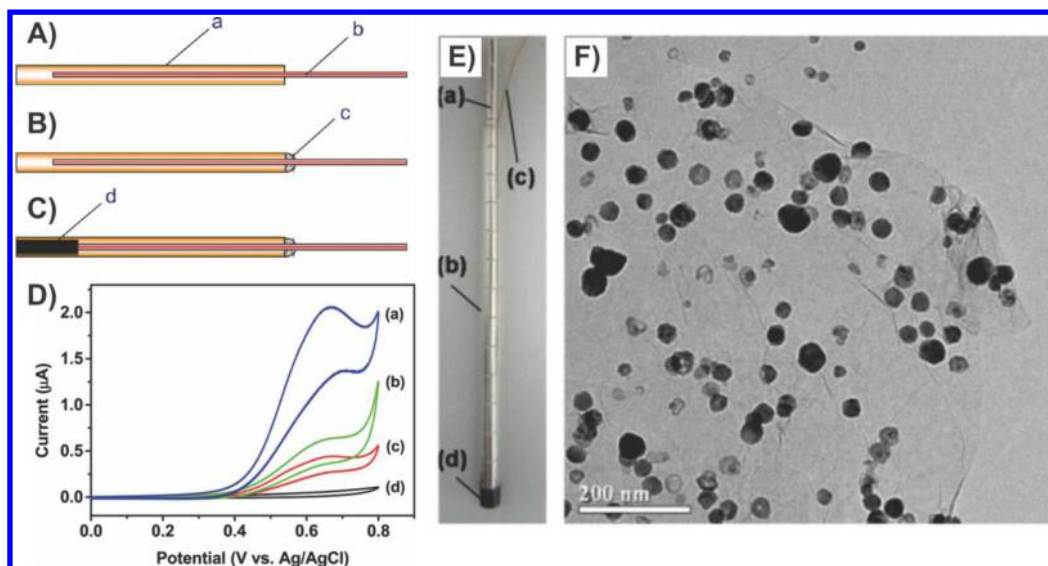 A)
a
b
B)
c
C)
d
D)
2.0
1.5
1.0
0.5
0.0
Current (μA)
(a)
(b)
(c)
(d)
0.0 0.2 0.4 0.6 0.8
Potential (V vs. Ag/AgCl)
E)
(a)
(c)
(b)
(d)
F)
200 nm